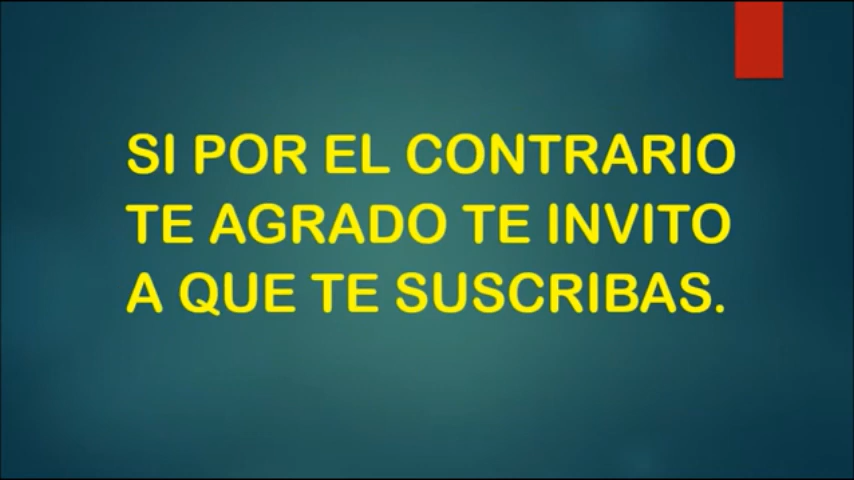 SI POR EL CONTRARIO
TE AGRADO TE INVITO
A QUE TE SUSCRIBAS.